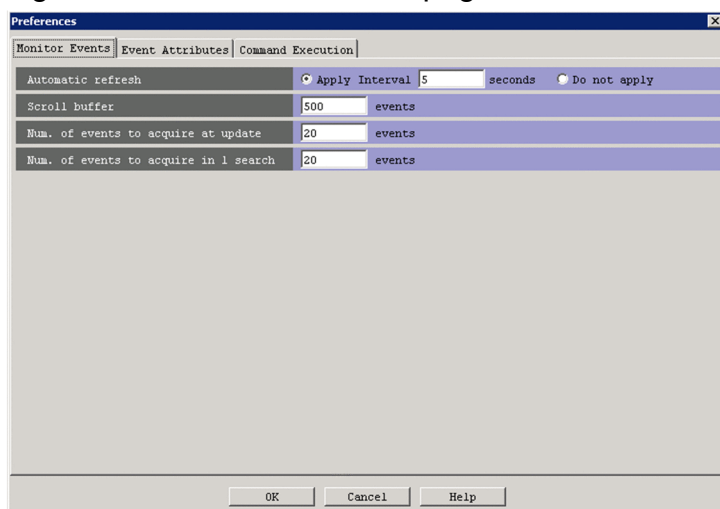 Preferences
Monitor Events Event Attributes Command Execution
Automatic refresh Apply Interval 5 seconds Do not apply
Scroll buffer 500 events
Num. of events to acquire at update 20 events
Num. of events to acquire in 1 search 20 events
OK Cancel Help